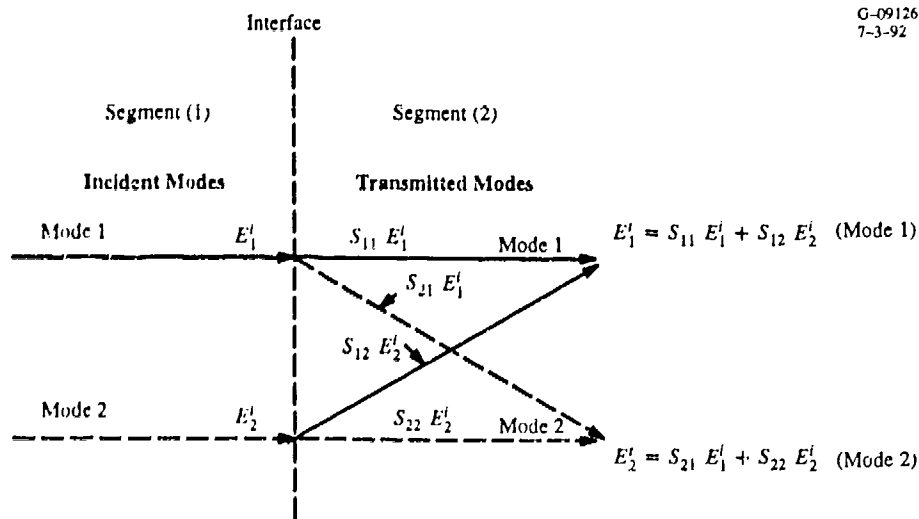 G-09126
7-3-92
Interface
Segment (1) Segment (2)
Incident Modes Transmitted Modes
Mode 1 E₁ⁱ S₁₁ E₁ⁱ Mode 1 E₁ᵗ = S₁₁ E₁ⁱ + S₁₂ E₂ⁱ (Mode 1)
S₂₁ E₁ⁱ
S₁₂ E₂ⁱ
Mode 2 E₂ⁱ S₂₂ E₂ⁱ Mode 2
E₂ᵗ = S₂₁ E₁ⁱ + S₂₂ E₂ⁱ (Mode 2)